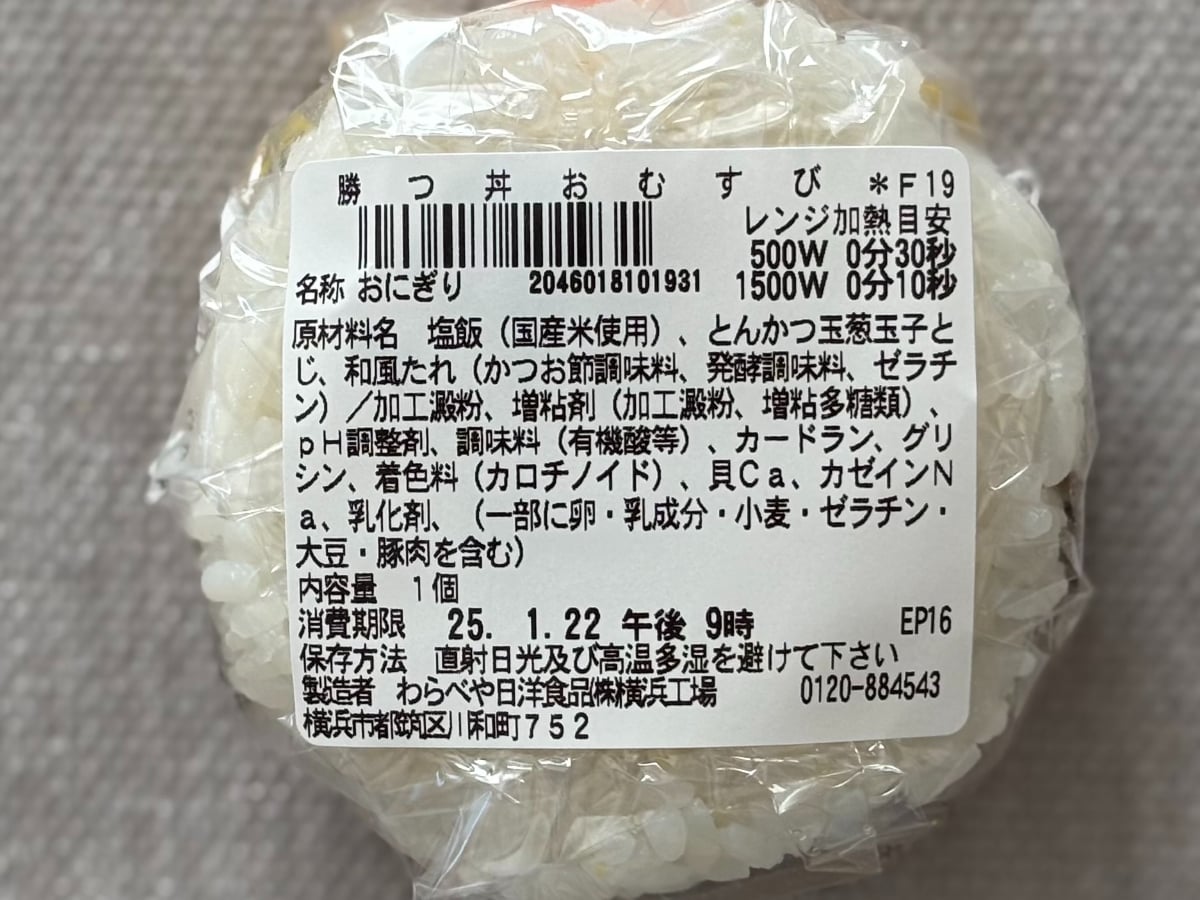 勝つ丼おむすび *F19
レンジ加熱目安
500W 0分30秒
名称 おにぎり 2046018101931 1500W 0分10秒
原材料名 塩飯（国産米使用）、とんかつ玉葱玉子と
じ、和風たれ（かつお節調味料、発酵調味料、ゼラチ
ン）／加工澱粉、増粘剤（加工澱粉、増粘多糖類）、
ｐＨ調整剤、調味料（有機酸等）、カードラン、グリ
シン、着色料（カロチノイド）、貝Ｃａ、カゼインＮ
ａ、乳化剤、（一部に卵・乳成分・小麦・ゼラチン・
大豆・豚肉を含む）
内容量 1個
消費期限 25. 1.22 午後 9時 EP16
保存方法 直射日光及び高温多湿を避けて下さい
製造者 わらべや日洋食品㈱横浜工場 0120-884543
横浜市都筑区川和町７５２